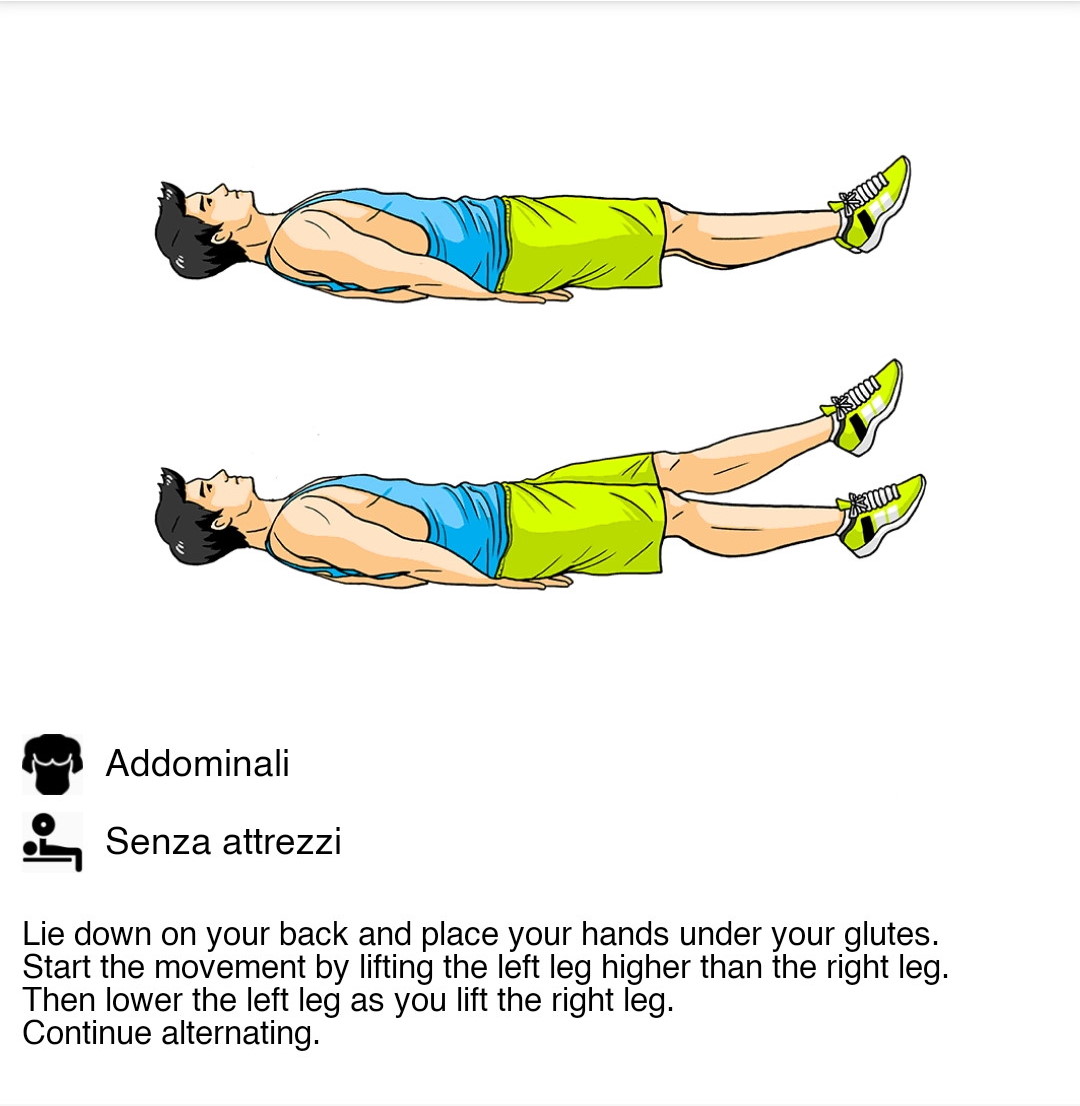 Addominali
Senza attrezzi
Lie down on your back and place your hands under your glutes.
Start the movement by lifting the left leg higher than the right leg.
Then lower the left leg as you lift the right leg.
Continue alternating.